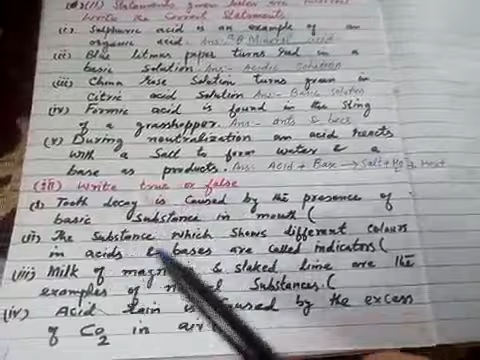 (ii) Statements given below are incorrect
Write the Correct Statements
(i) Sulphuric acid is an example of an
organic acid. Ans:- Mineral acid
(ii) Blue litmus paper turns Red in a
basic Solution Ans:- Acidic Solution
(iii) China Rose Solution turns green in
Citric acid Solution Ans:- Basic Solution
(iv) Formic acid is found in the Sting
of a grasshopper. Ans:- ants & bees
(v) During neutralization an acid reacts
with a Salt to form water &
base as products. Ans: Acid + Base → Salt + H2O + Heat
(iii) Write true or false
(i) Tooth decay is Caused by the presence of
basic Substance in mouth (
(ii) The Substance which shows different Colours
in acids & bases are called indicators (
(iii) Milk of & slaked lime are the
examples of Substances. (
(iv) Acid rain is by the excess
of CO2 in air